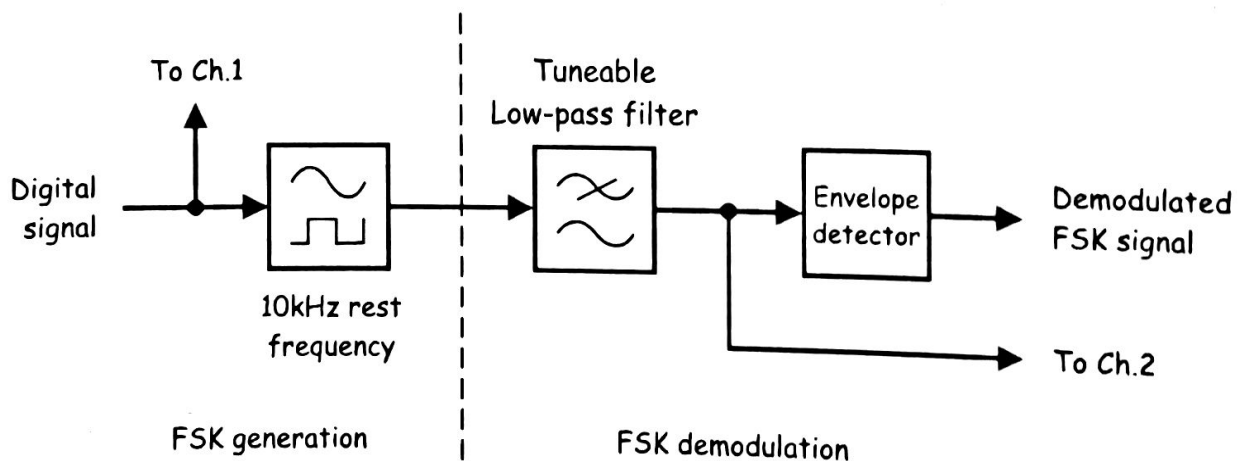 To Ch.1
Digital
signal
10kHz rest
frequency
FSK generation
Tuneable
Low-pass filter
Envelope
detector
Demodulated
FSK signal
To Ch.2
FSK demodulation